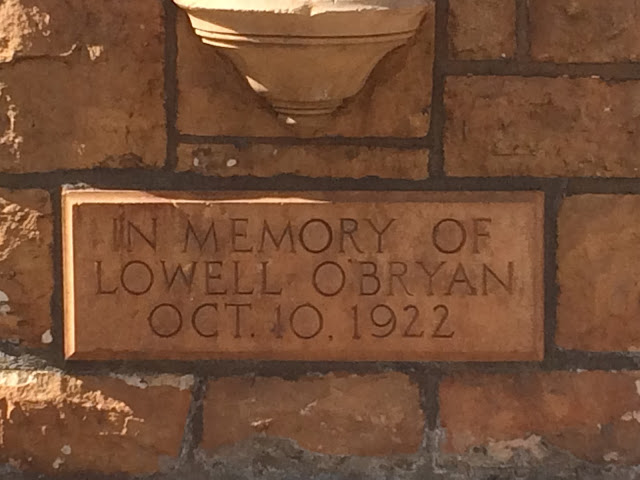 IN MEMORY OF
LOWELL O'BRYAN
OCT. 10, 1922